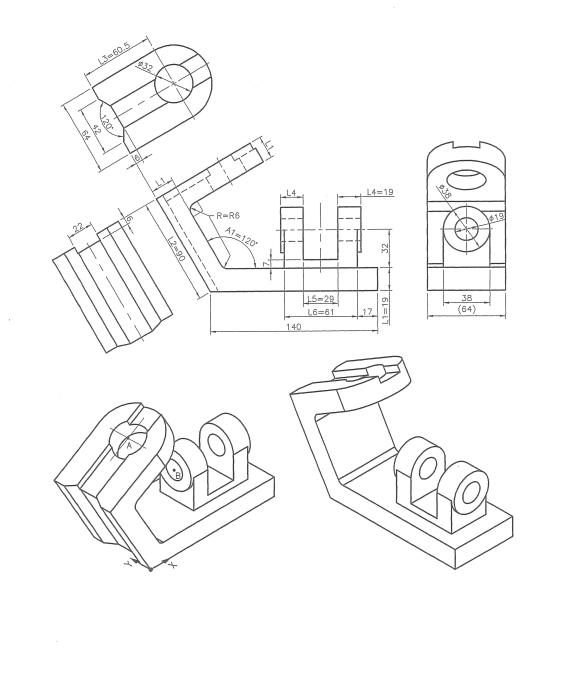 L3=60.5
ø32
120°
42
64
6
L1
L1
L4
L4=19
R=R6
A1=120°
22
6
L2=90
7
32
L5=29
L6=61
17
L1=19
140
ø38
ø19
38
(64)
A
B
Y
X